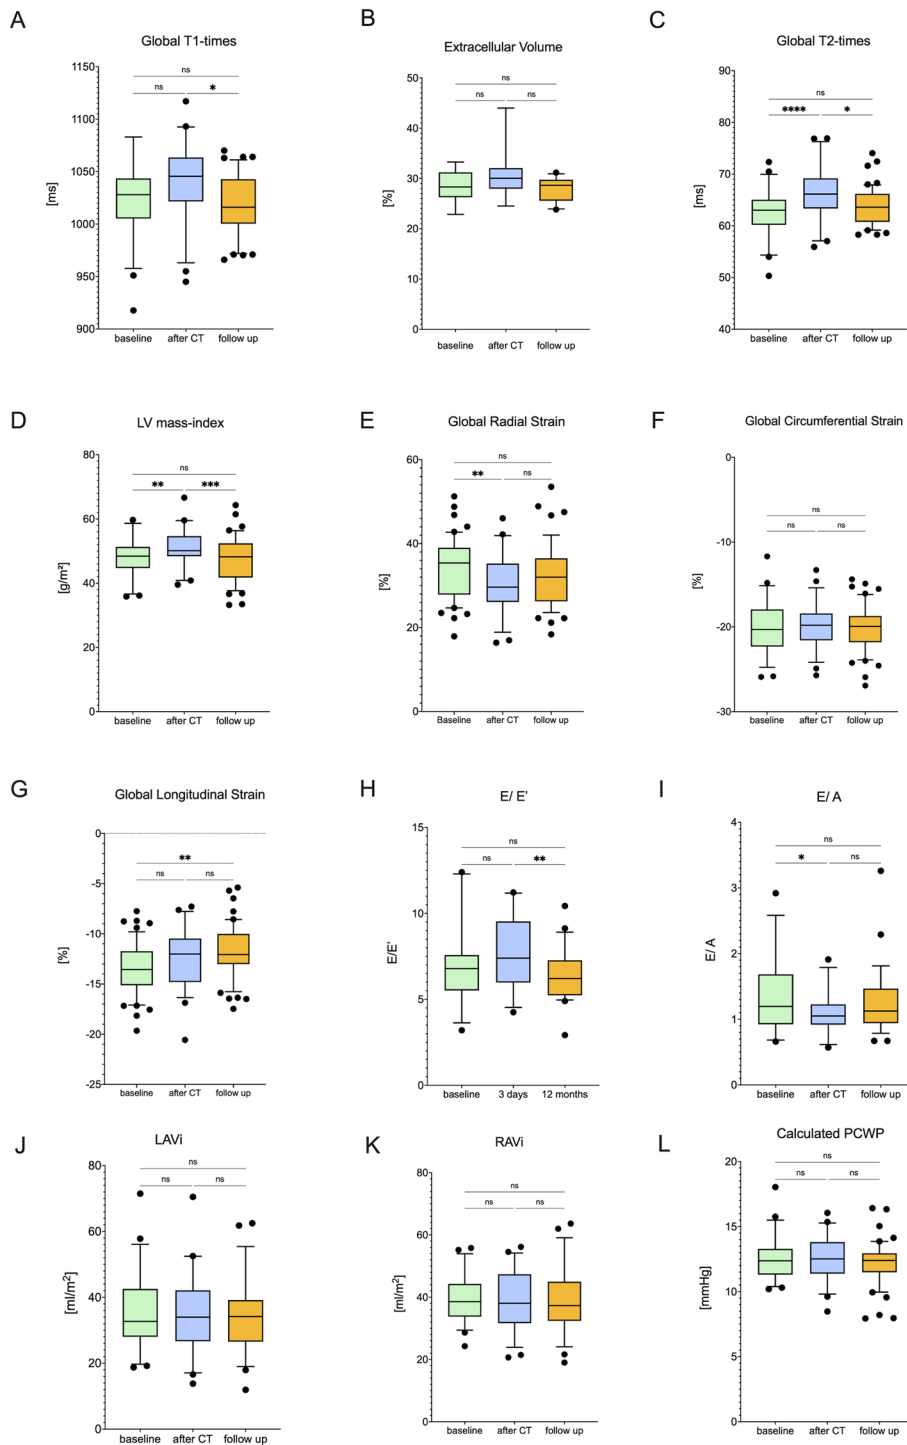 A
Global T1-times
ns
ns
*
1150
1100
1050
1000
950
900
[ms]
baseline
after CT
follow up
B
Extracellular Volume
ns
ns
ns
50
40
30
20
10
0
[%]
baseline
after CT
follow up
C
Global T2-times
ns
****
*
90
80
70
60
50
40
[ms]
baseline
after CT
follow up
D
LV mass-index
ns
**
***
80
60
40
20
0
[g/m²]
baseline
after CT
follow up
E
Global Radial Strain
ns
**
ns
60
40
20
0
[%]
Baseline
after CT
follow up
F
Global Circumferential Strain
ns
ns
ns
0
-10
-20
-30
[%]
baseline
after CT
follow up
G
Global Longitudinal Strain
**
ns
ns
0
-5
-10
-15
-20
-25
[%]
baseline
after CT
follow up
H
E/ E'
ns
ns
**
15
10
5
0
E/E'
baseline
3 days
12 months
I
E/ A
ns
*
ns
4
3
2
1
0
E/ A
baseline
after CT
follow up
J
LAVi
ns
ns
ns
80
60
40
20
0
[ml/m²]
baseline
after CT
follow up
K
RAVi
ns
ns
ns
80
60
40
20
0
[ml/m²]
baseline
after CT
follow up
L
Calculated PCWP
ns
ns
ns
20
15
10
5
0
[mmHg]
baseline
after CT
follow up